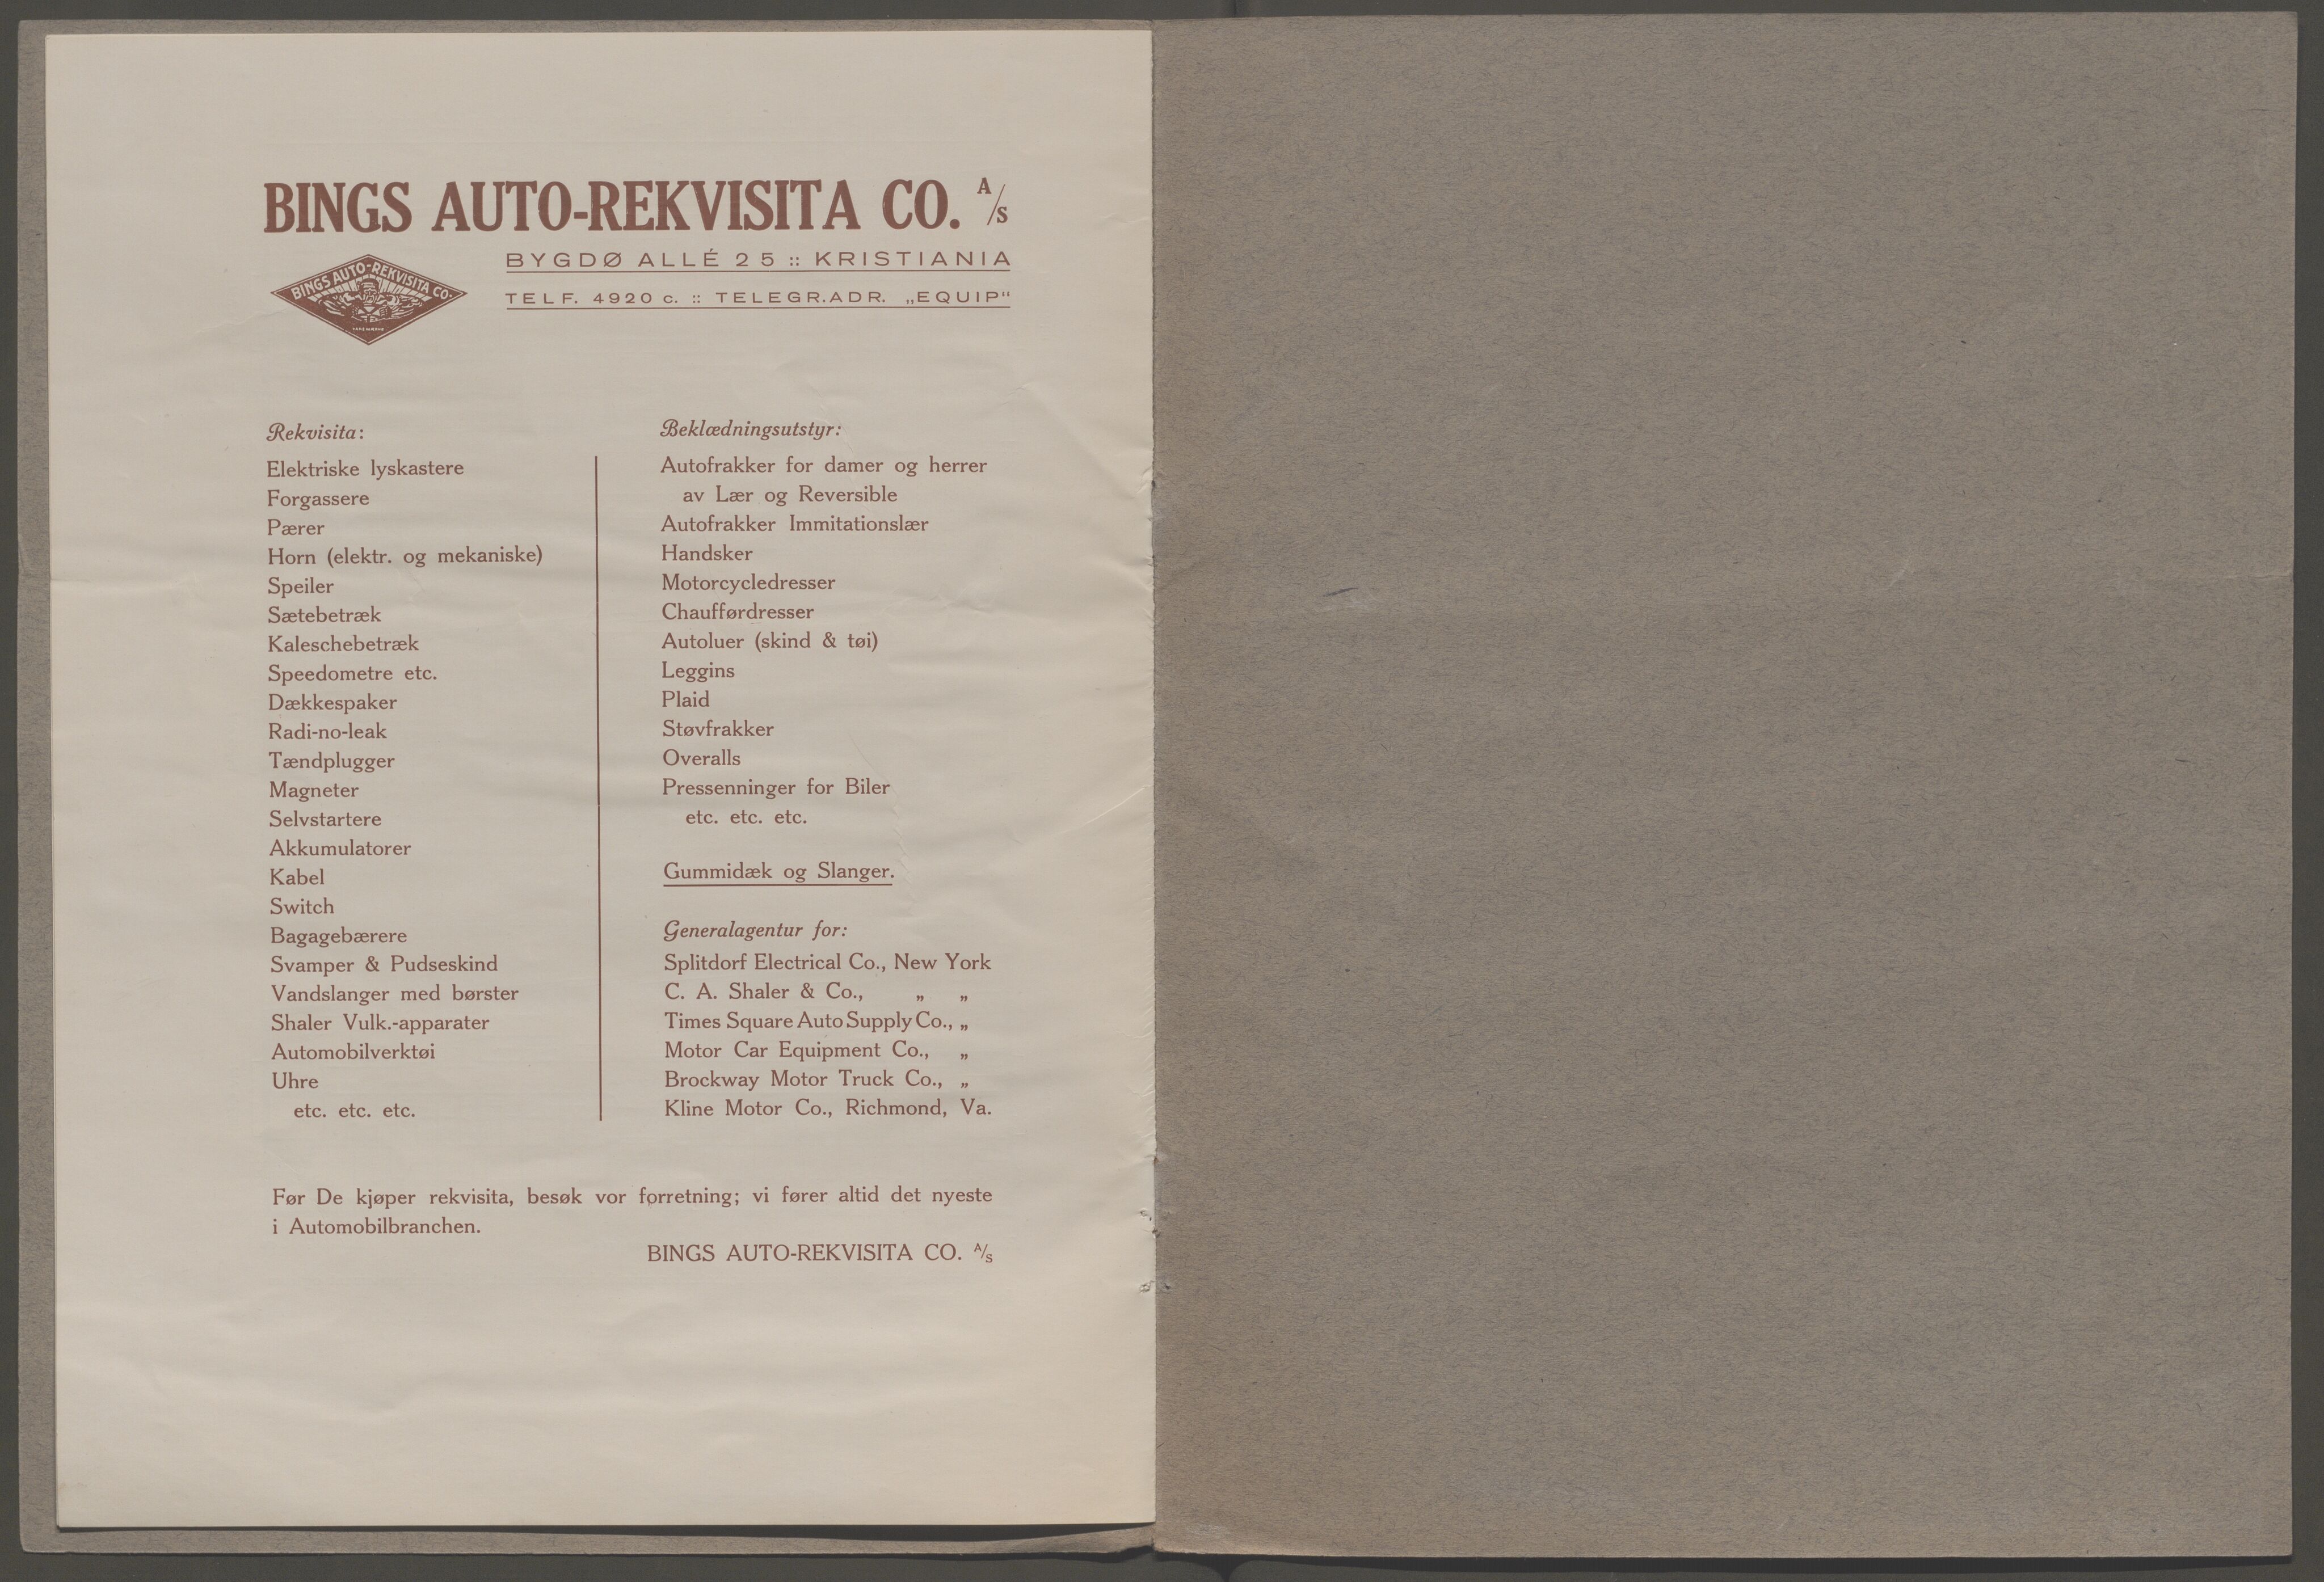 BINGS AUTO-REKVISITA CO. A/S
BYGDØ ALLÉ 25 :: KRISTIANIA
TELF. 4920 c. :: TELEGR.ADR. „EQUIP“
BINGS AUTO-REKVISITA CO.
Rekvisita:
Elektriske lyskastere
Forgassere
Pærer
Horn (elektr. og mekaniske)
Speiler
Sætebetræk
Kaleschebetræk
Speedometre etc.
Dækkespaker
Radi-no-leak
Tændplugger
Magneter
Selvstartere
Akkumulatorer
Kabel
Switch
Bagagebærere
Svamper & Pudseskind
Vandslanger med børster
Shaler Vulk.-apparater
Automobilverktøi
Uhre
etc. etc. etc.
Beklædningsutstyr:
Autofrakker for damer og herrer
av Lær og Reversible
Autofrakker Immitationslær
Handsker
Motorcycledresser
Chaufførdresser
Autoluer (skind & tøi)
Leggins
Plaid
Støvfrakker
Overalls
Pressenninger for Biler
etc. etc. etc.
Gummidæk og Slanger.
Generalagentur for:
Splitdorf Electrical Co., New York
C. A. Shaler & Co., „ „
Times Square Auto Supply Co., „
Motor Car Equipment Co., „
Brockway Motor Truck Co., „
Kline Motor Co., Richmond, Va.
Før De kjøper rekvisita, besøk vor forretning; vi fører altid det nyeste
i Automobilbranchen.
BINGS AUTO-REKVISITA CO. A/S